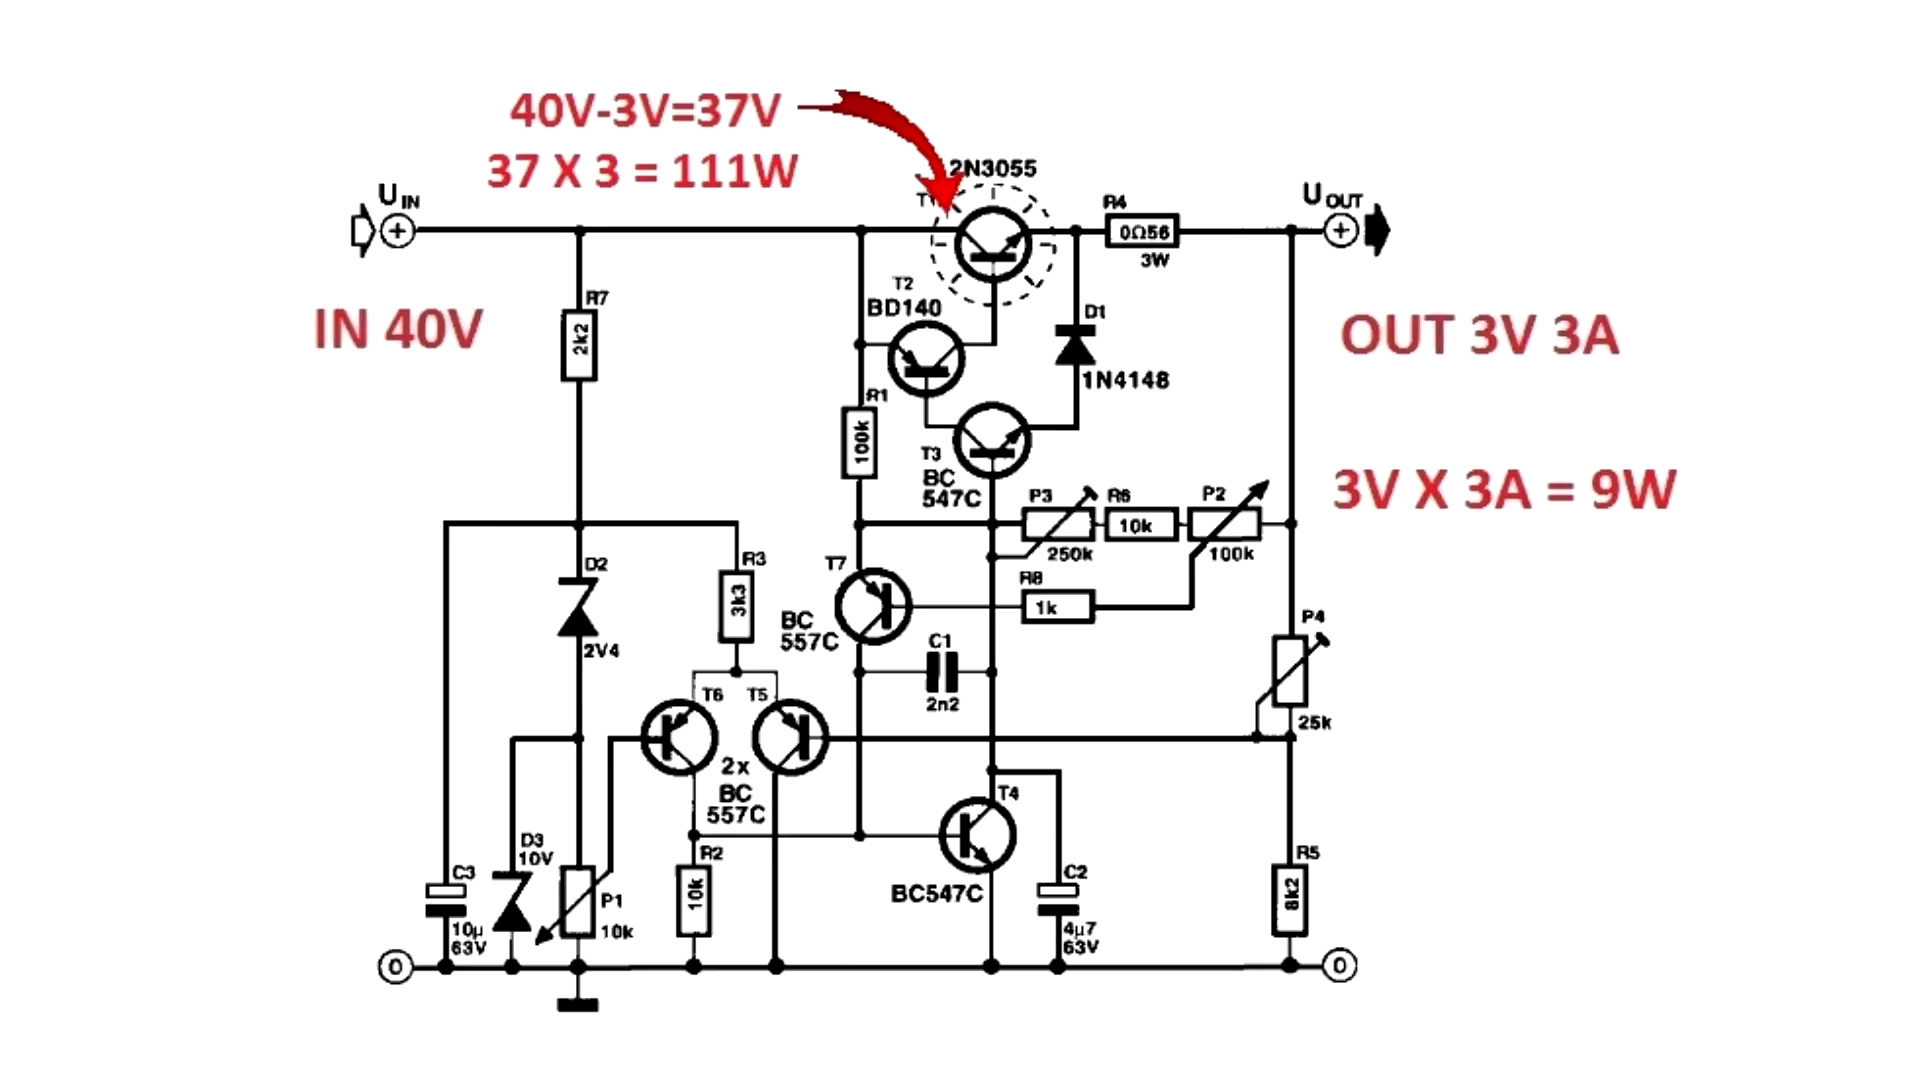 40V-3V=37V
37 X 3 = 111W
2N3055
U IN
+
T1
R4
0Ω56
3W
U OUT
+
IN 40V
R7
2k2
T2
BD140
D1
1N4148
OUT 3V 3A
R1
100k
T3
BC
547C
3V X 3A = 9W
P3
250k
R6
10k
P2
100k
D2
2V4
R3
3k3
T7
BC
557C
R8
1k
C1
2n2
P4
25k
T6
T5
2x
BC
557C
T4
BC547C
D3
10V
C3
10µ
63V
P1
10k
R2
10k
C2
4µ7
63V
R5
8k2
0
0